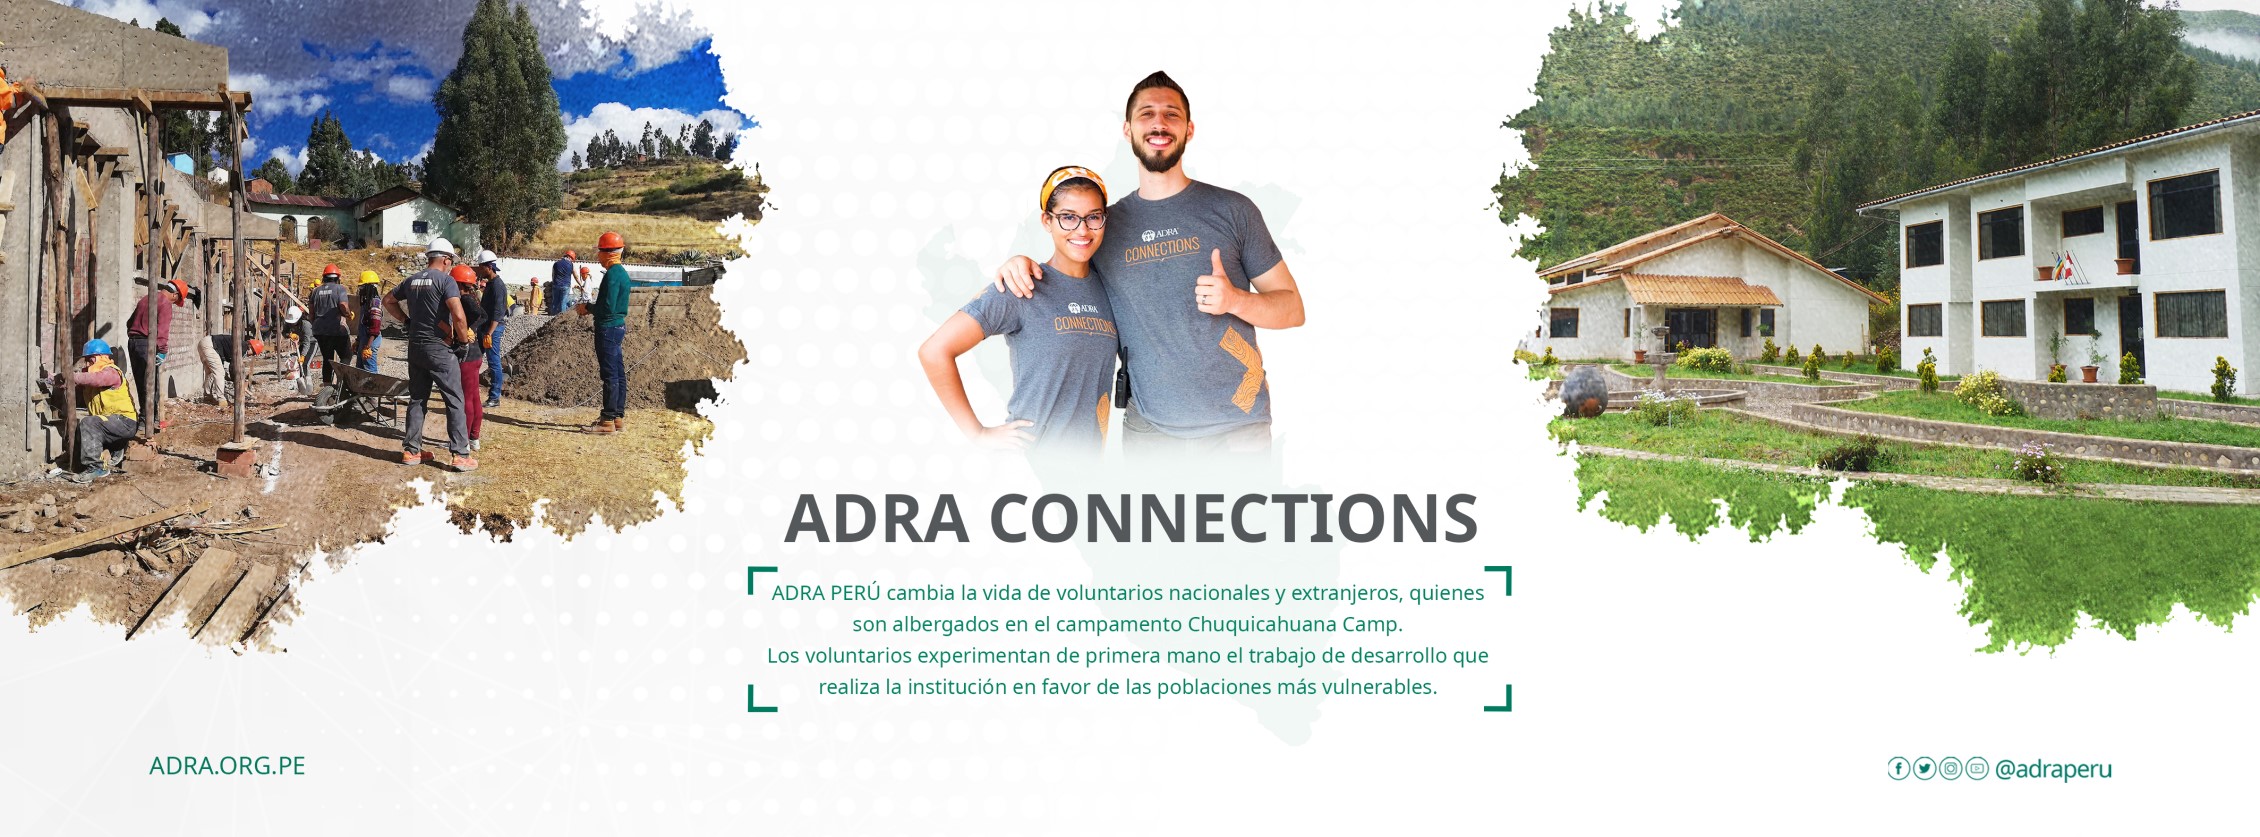 ADRA
CONNECTIONS
ADRA
CONNECTIONS
ADRA CONNECTIONS
ADRA PERÚ cambia la vida de voluntarios nacionales y extranjeros, quienes
son albergados en el campamento Chuquicahuana Camp.
Los voluntarios experimentan de primera mano el trabajo de desarrollo que
realiza la institución en favor de las poblaciones más vulnerables.
ADRA.ORG.PE
@adraperu